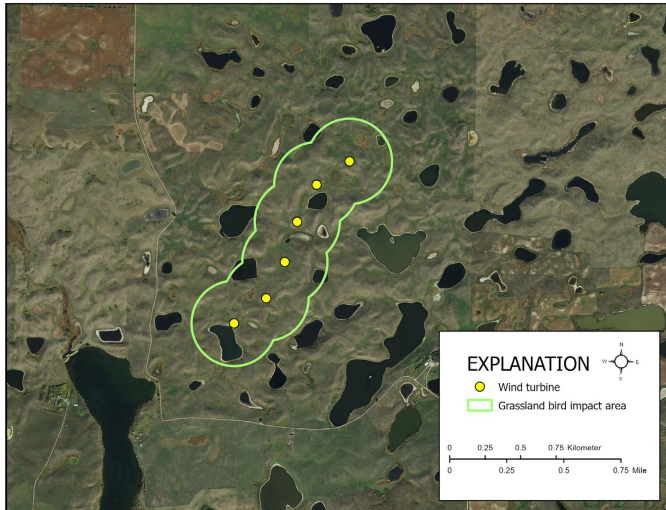 EXPLANATION
N
W E
S
Wind turbine
Grassland bird impact area
0 0.25 0.5 0.75 Kilometer
0 0.25 0.5 0.75 Mile